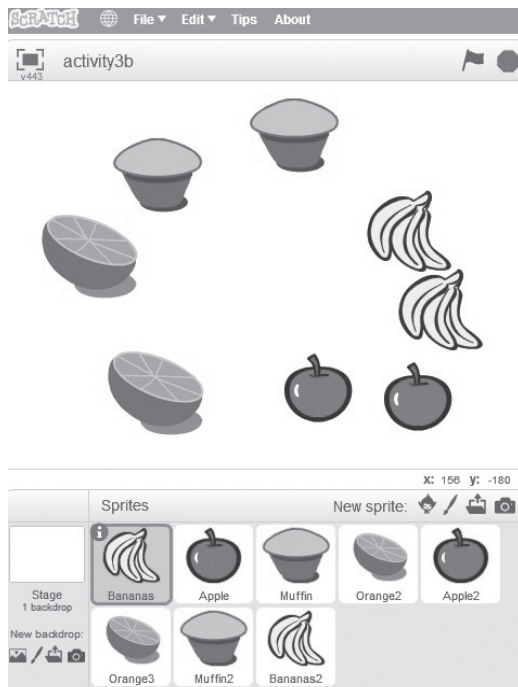 SCRATCH File ▼ Edit ▼ Tips About
v443 activity3b
X: 156 y: -180
Sprites New sprite:
Bananas Apple Muffin Orange2 Apple2
Stage
1 backdrop
New backdrop:
Orange3 Muffin2 Bananas2